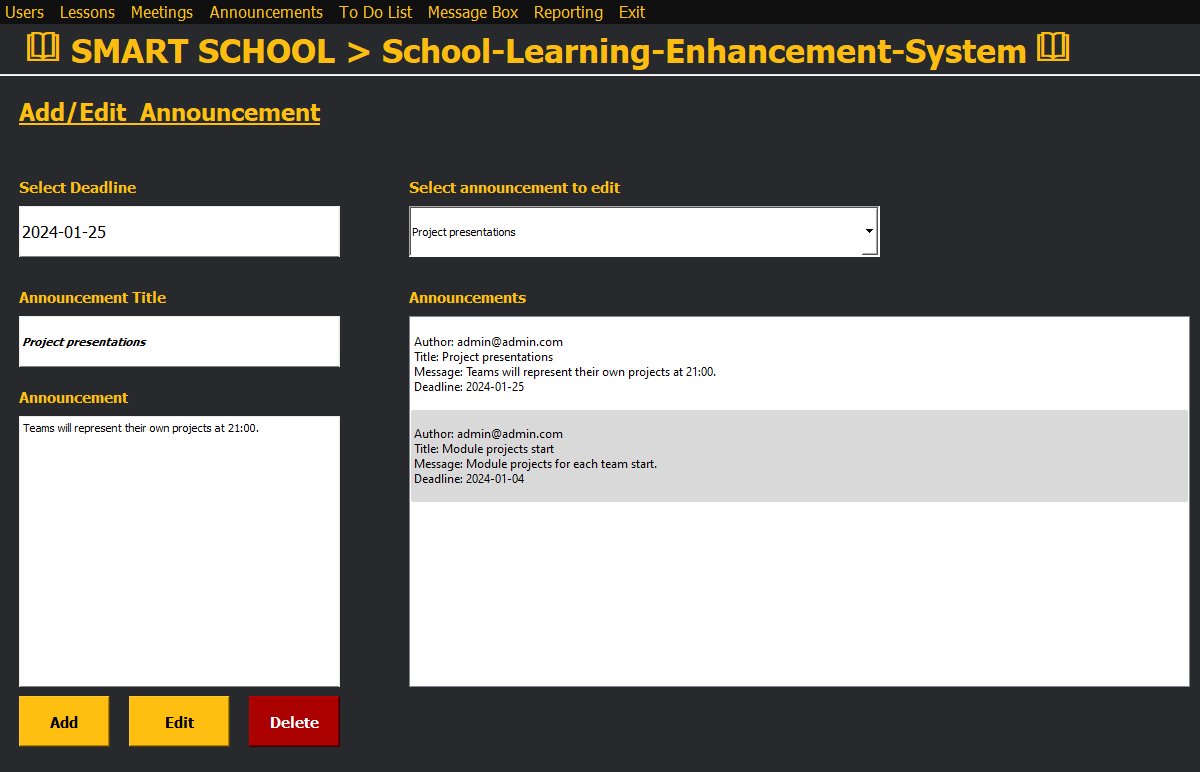 Users Lessons Meetings Announcements To Do List Message Box Reporting Exit
SMART SCHOOL > School-Learning-Enhancement-System
Add/Edit Announcement
Select Deadline
2024-01-25
Select announcement to edit
Project presentations
Announcement Title
Project presentations
Announcement
Teams will represent their own projects at 21:00.
Announcements
Author: admin@admin.com
Title: Project presentations
Message: Teams will represent their own projects at 21:00.
Deadline: 2024-01-25
Author: admin@admin.com
Title: Module projects start
Message: Module projects for each team start.
Deadline: 2024-01-04
Add Edit Delete